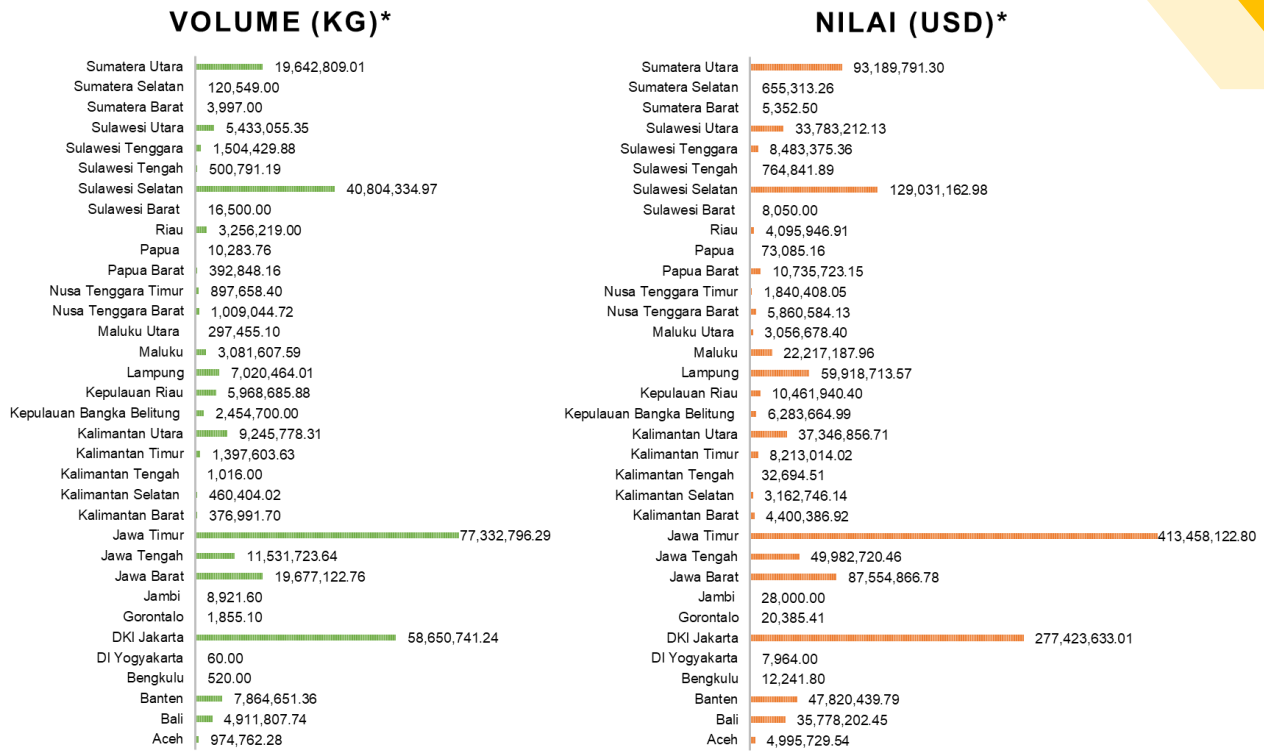 VOLUME (KG)*
Sumatera Utara 19,642,809.01
Sumatera Selatan 120,549.00
Sumatera Barat 3,997.00
Sulawesi Utara 5,433,055.35
Sulawesi Tenggara 1,504,429.88
Sulawesi Tengah 500,791.19
Sulawesi Selatan 40,804,334.97
Sulawesi Barat 16,500.00
Riau 3,256,219.00
Papua 10,283.76
Papua Barat 392,848.16
Nusa Tenggara Timur 897,658.40
Nusa Tenggara Barat 1,009,044.72
Maluku Utara 297,455.10
Maluku 3,081,607.59
Lampung 7,020,464.01
Kepulauan Riau 5,968,685.88
Kepulauan Bangka Belitung 2,454,700.00
Kalimantan Utara 9,245,778.31
Kalimantan Timur 1,397,603.63
Kalimantan Tengah 1,016.00
Kalimantan Selatan 460,404.02
Kalimantan Barat 376,991.70
Jawa Timur 77,332,796.29
Jawa Tengah 11,531,723.64
Jawa Barat 19,677,122.76
Jambi 8,921.60
Gorontalo 1,855.10
DKI Jakarta 58,650,741.24
DI Yogyakarta 60.00
Bengkulu 520.00
Banten 7,864,651.36
Bali 4,911,807.74
Aceh 974,762.28
NILAI (USD)*
Sumatera Utara 93,189,791.30
Sumatera Selatan 655,313.26
Sumatera Barat 5,352.50
Sulawesi Utara 33,783,212.13
Sulawesi Tenggara 8,483,375.36
Sulawesi Tengah 764,841.89
Sulawesi Selatan 129,031,162.98
Sulawesi Barat 8,050.00
Riau 4,095,946.91
Papua 73,085.16
Papua Barat 10,735,723.15
Nusa Tenggara Timur 1,840,408.05
Nusa Tenggara Barat 5,860,584.13
Maluku Utara 3,056,678.40
Maluku 22,217,187.96
Lampung 59,918,713.57
Kepulauan Riau 10,461,940.40
Kepulauan Bangka Belitung 6,283,664.99
Kalimantan Utara 37,346,856.71
Kalimantan Timur 8,213,014.02
Kalimantan Tengah 32,694.51
Kalimantan Selatan 3,162,746.14
Kalimantan Barat 4,400,386.92
Jawa Timur 413,458,122.80
Jawa Tengah 49,982,720.46
Jawa Barat 87,554,866.78
Jambi 28,000.00
Gorontalo 20,385.41
DKI Jakarta 277,423,633.01
DI Yogyakarta 7,964.00
Bengkulu 12,241.80
Banten 47,820,439.79
Bali 35,778,202.45
Aceh 4,995,729.54